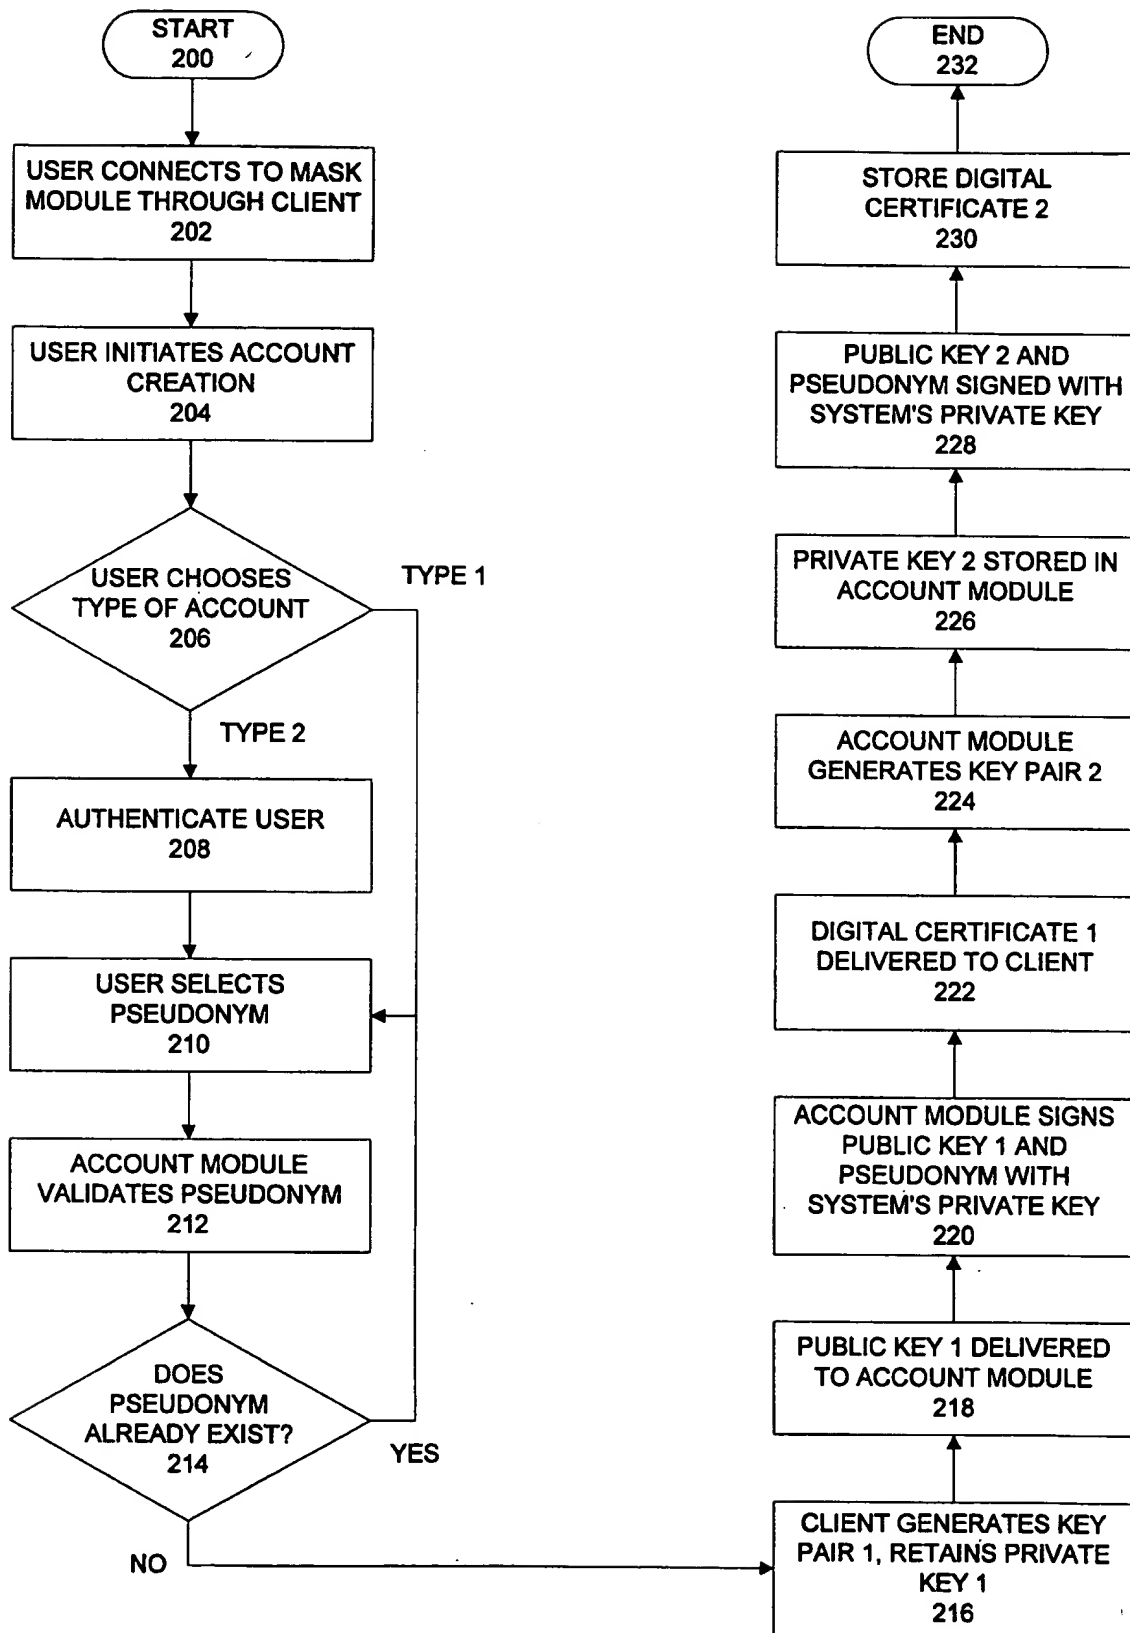 START
200
USER CONNECTS TO MASK
MODULE THROUGH CLIENT
202
USER INITIATES ACCOUNT
CREATION
204
USER CHOOSES
TYPE OF ACCOUNT
206
TYPE 1
TYPE 2
AUTHENTICATE USER
208
USER SELECTS
PSEUDONYM
210
ACCOUNT MODULE
VALIDATES PSEUDONYM
212
DOES
PSEUDONYM
ALREADY EXIST?
214
YES
NO
CLIENT GENERATES KEY
PAIR 1, RETAINS PRIVATE
KEY 1
216
PUBLIC KEY 1 DELIVERED
TO ACCOUNT MODULE
218
ACCOUNT MODULE SIGNS
PUBLIC KEY 1 AND
PSEUDONYM WITH
SYSTEM'S PRIVATE KEY
220
DIGITAL CERTIFICATE 1
DELIVERED TO CLIENT
222
ACCOUNT MODULE
GENERATES KEY PAIR 2
224
PRIVATE KEY 2 STORED IN
ACCOUNT MODULE
226
PUBLIC KEY 2 AND
PSEUDONYM SIGNED WITH
SYSTEM'S PRIVATE KEY
228
STORE DIGITAL
CERTIFICATE 2
230
END
232